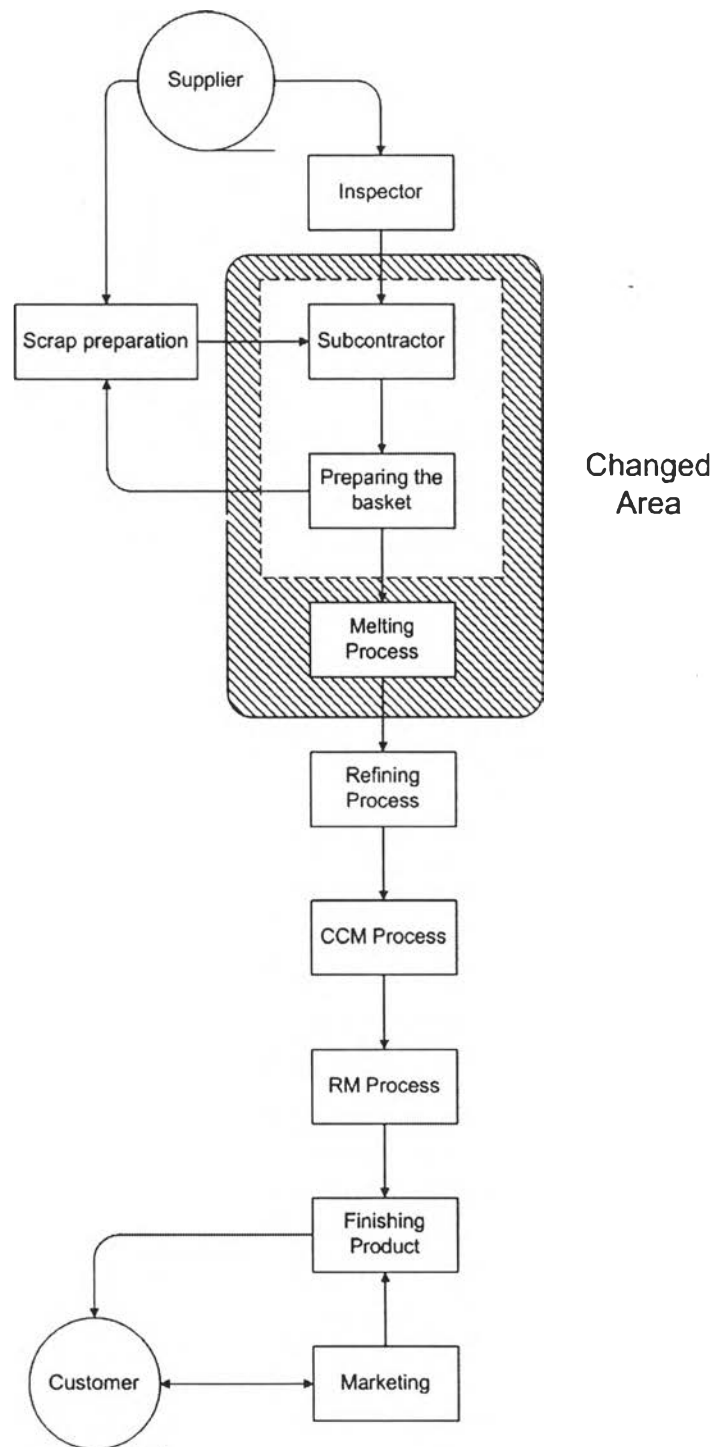 Supplier
Inspector
Scrap preparation
Subcontractor
Preparing the
basket
Changed
Area
Melting
Process
Refining
Process
CCM Process
RM Process
Finishing
Product
Customer
Marketing